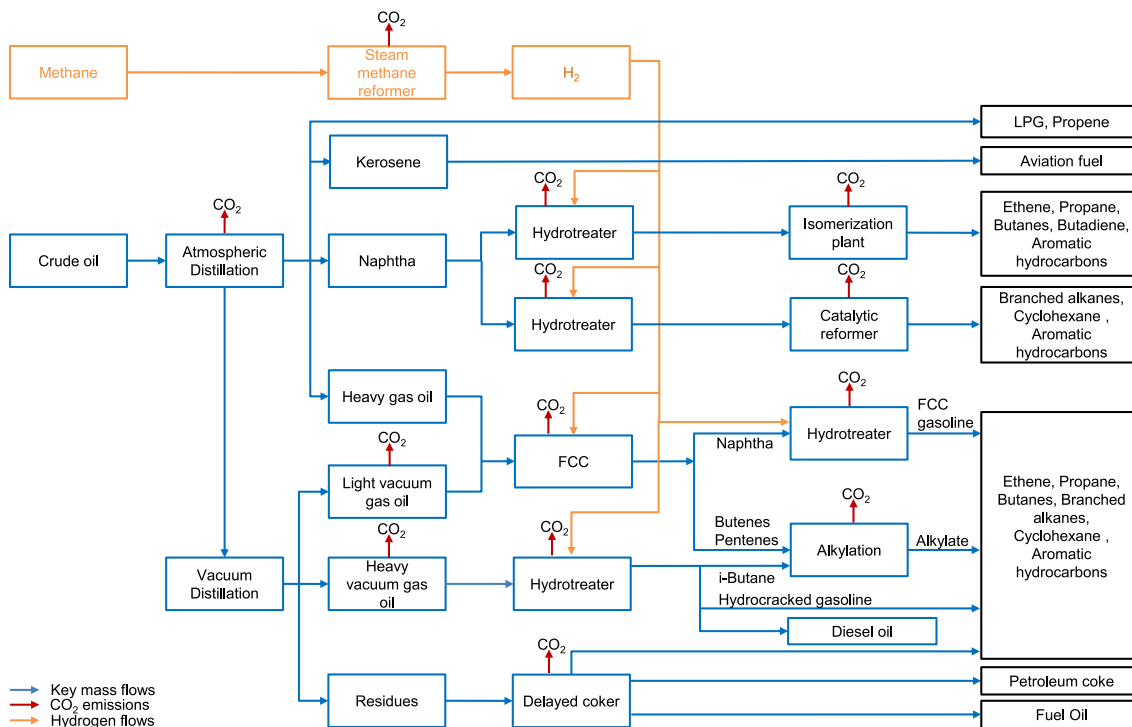 CO2
Methane
Steam
methane
reformer
H2
LPG, Propene
Kerosene
Aviation fuel
CO2
CO2
CO2
Crude oil
Atmospheric
Distillation
Naphtha
Hydrotreater
Isomerization
plant
Ethene, Propane,
Butanes, Butadiene,
Aromatic
hydrocarbons
CO2
CO2
Hydrotreater
Catalytic
reformer
Branched alkanes,
Cyclohexane ,
Aromatic
hydrocarbons
CO2
CO2
Heavy gas oil
FCC
Naphtha
Hydrotreater
FCC
gasoline
CO2
Light vacuum
gas oil
CO2
Butenes
Pentenes
Alkylation
Alkylate
Ethene, Propane,
Butanes, Branched
alkanes,
Cyclohexane ,
Aromatic
hydrocarbons
CO2
CO2
Vacuum
Distillation
Heavy
vacuum gas
oil
Hydrotreater
i-Butane
Hydrocracked gasoline
Diesel oil
CO2
Residues
Delayed coker
Petroleum coke
Fuel Oil
Key mass flows
CO2 emissions
Hydrogen flows